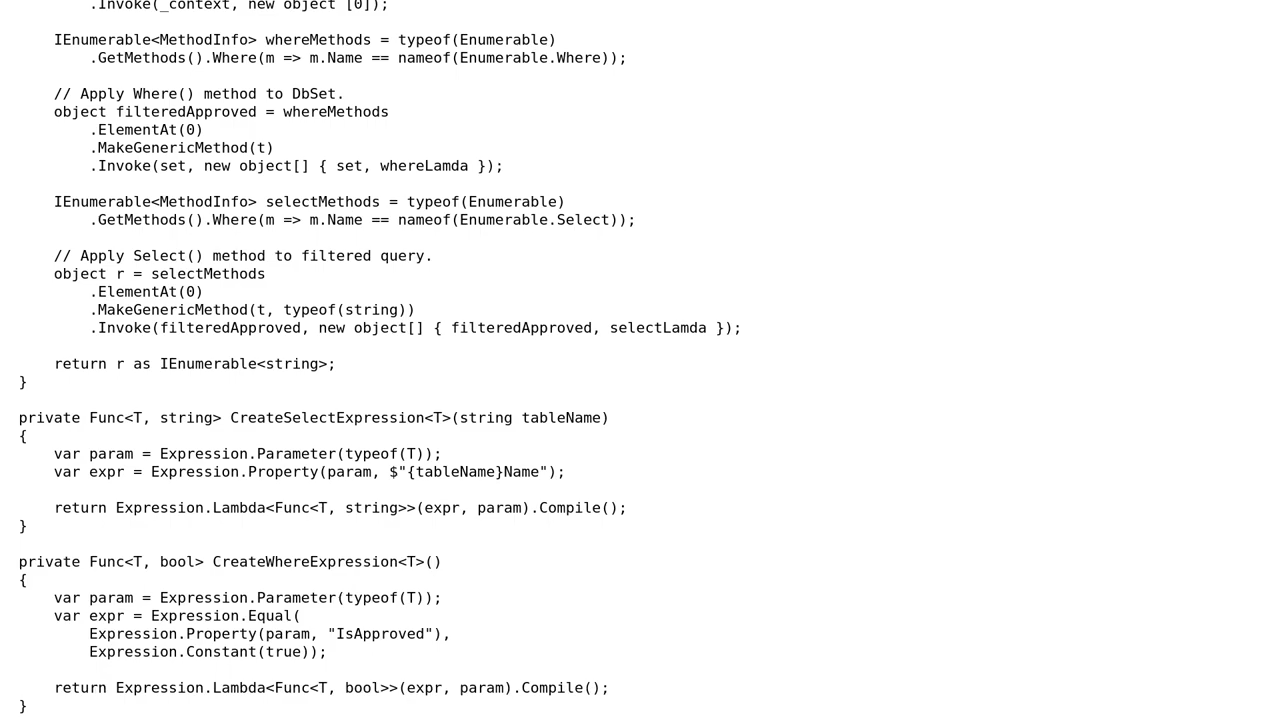 .Invoke(_context, new object [0]);
IEnumerable<MethodInfo> whereMethods = typeof(Enumerable)
.GetMethods().Where(m => m.Name == nameof(Enumerable.Where));
// Apply Where() method to DbSet.
object filteredApproved = whereMethods
.ElementAt(0)
.MakeGenericMethod(t)
.Invoke(set, new object[] { set, whereLamda });
IEnumerable<MethodInfo> selectMethods = typeof(Enumerable)
.GetMethods().Where(m => m.Name == nameof(Enumerable.Select));
// Apply Select() method to filtered query.
object r = selectMethods
.ElementAt(0)
.MakeGenericMethod(t, typeof(string))
.Invoke(filteredApproved, new object[] { filteredApproved, selectLamda });
return r as IEnumerable<string>;
}
private Func<T, string> CreateSelectExpression<T>(string tableName)
{
var param = Expression.Parameter(typeof(T));
var expr = Expression.Property(param, $"{tableName}Name");
return Expression.Lambda<Func<T, string>>(expr, param).Compile();
}
private Func<T, bool> CreateWhereExpression<T>()
{
var param = Expression.Parameter(typeof(T));
var expr = Expression.Equal(
Expression.Property(param, "IsApproved"),
Expression.Constant(true));
return Expression.Lambda<Func<T, bool>>(expr, param).Compile();
}